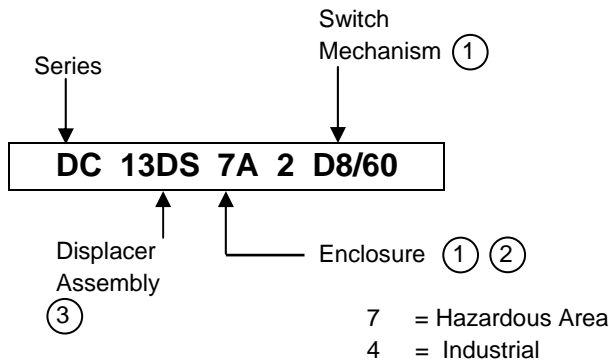 Switch
Mechanism ①
Series
DC 13DS 7A 2 D8/60
Displacer
Assembly
③
Enclosure ① ②
7 = Hazardous Area
4 = Industrial